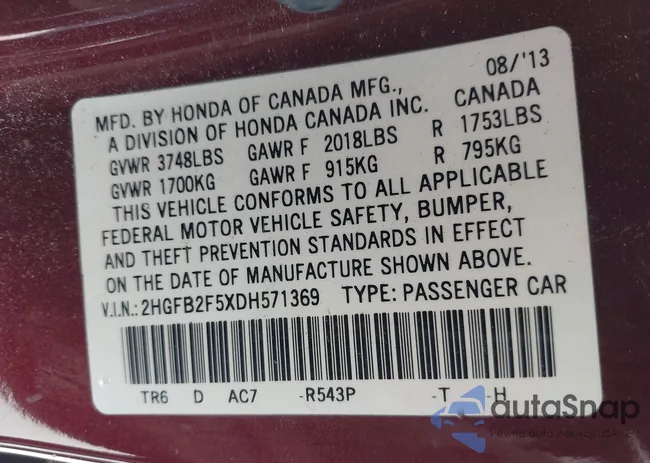 08/'13
MFD. BY HONDA OF CANADA MFG., CANADA
A DIVISION OF HONDA CANADA INC.
GVWR 3748LBS GAWR F 2018LBS R 1753LBS
GVWR 1700KG GAWR F 915KG R 795KG
THIS VEHICLE CONFORMS TO ALL APPLICABLE
FEDERAL MOTOR VEHICLE SAFETY, BUMPER,
AND THEFT PREVENTION STANDARDS IN EFFECT
ON THE DATE OF MANUFACTURE SHOWN ABOVE.
V.I.N.:2HGFB2F5XDH571369 TYPE: PASSENGER CAR
TR6 D AC7 -R543P -T -H
autaSnap